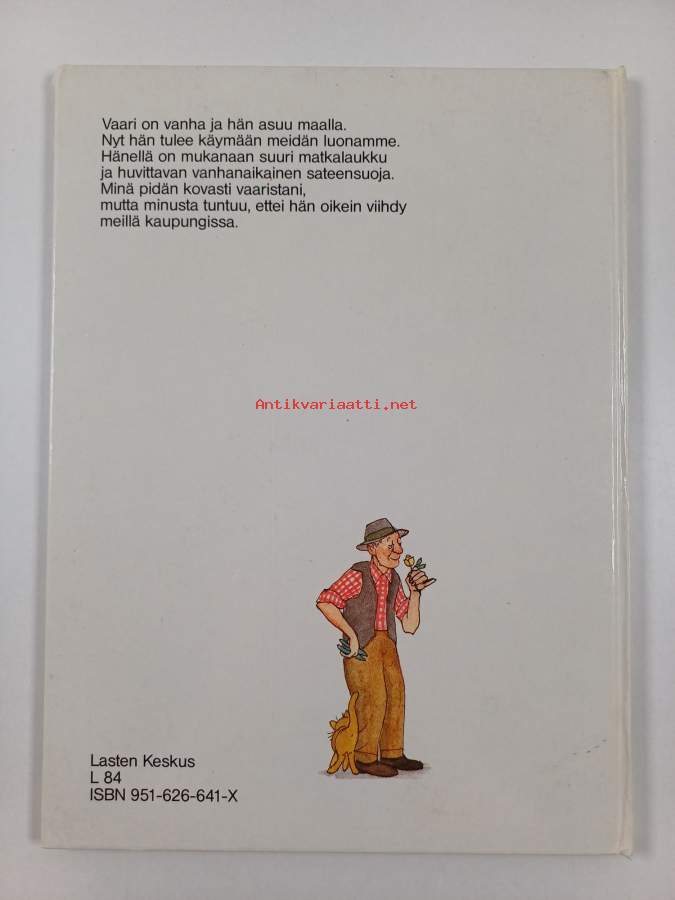 Vaari on vanha ja hän asuu maalla.
Nyt hän tulee käymään meidän luonamme.
Hänellä on mukanaan suuri matkalaukku
ja huvittavan vanhanaikainen sateensuoja.
Minä pidän kovasti vaaristani,
mutta minusta tuntuu, ettei hän oikein viihdy
meillä kaupungissa.
Antikvariaatti.net
Lasten Keskus
L 84
ISBN 951-626-641-X